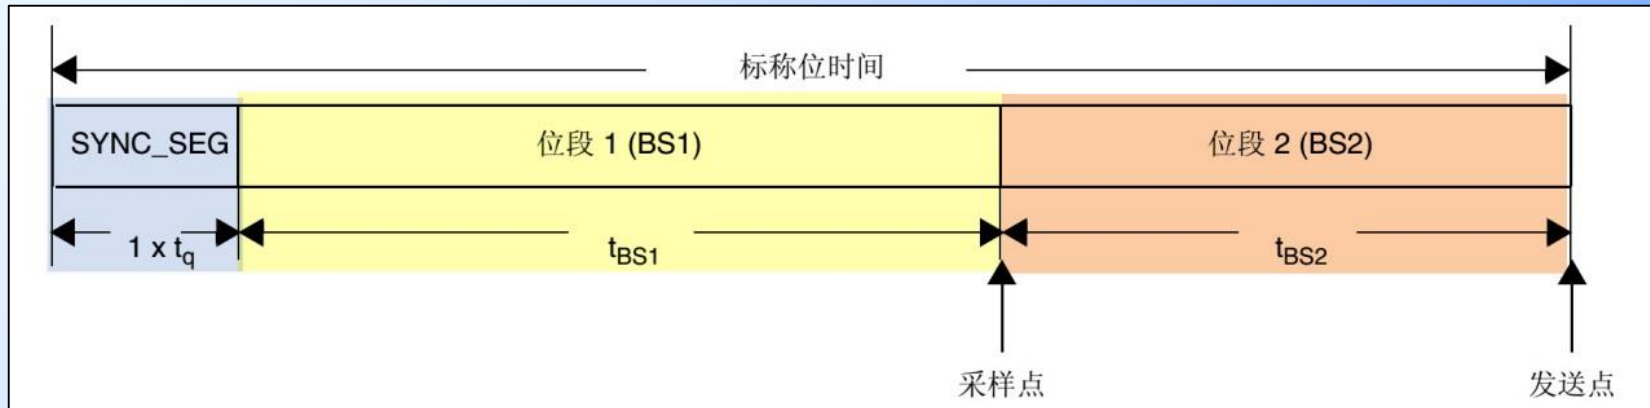 标称位时间
SYNC_SEG 位段 1 (BS1) 位段 2 (BS2)
1 x tq tBS1 tBS2
采样点 发送点